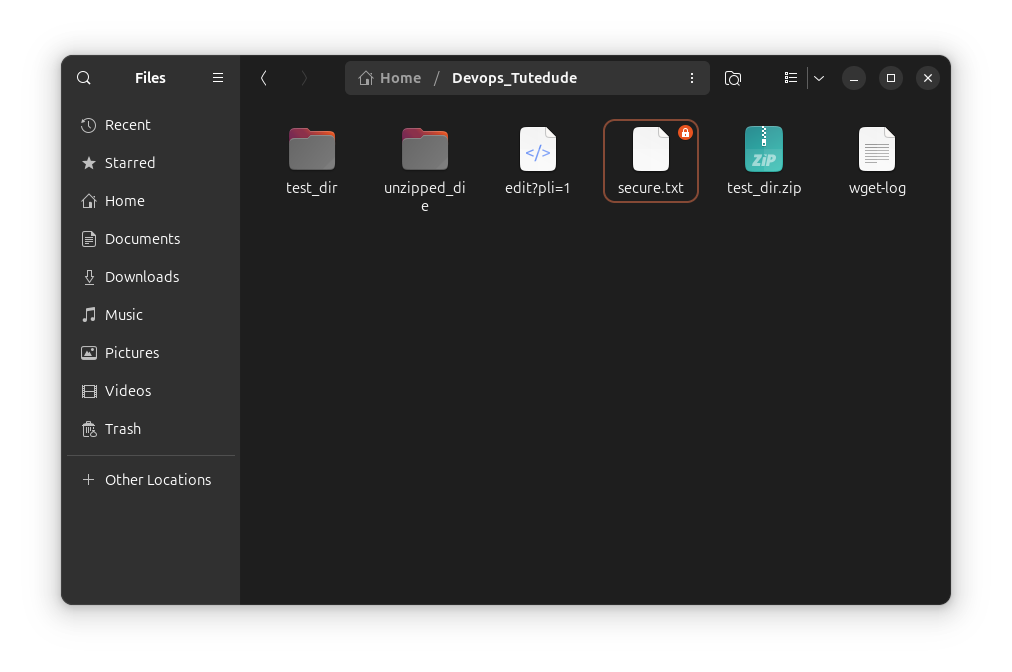 Files
Home / Devops_Tutedude
Recent
Starred
Home
Documents
Downloads
Music
Pictures
Videos
Trash
Other Locations
test_dir
unzipped_di
e
</> edit?pli=1
secure.txt
ZIP
test_dir.zip
wget-log